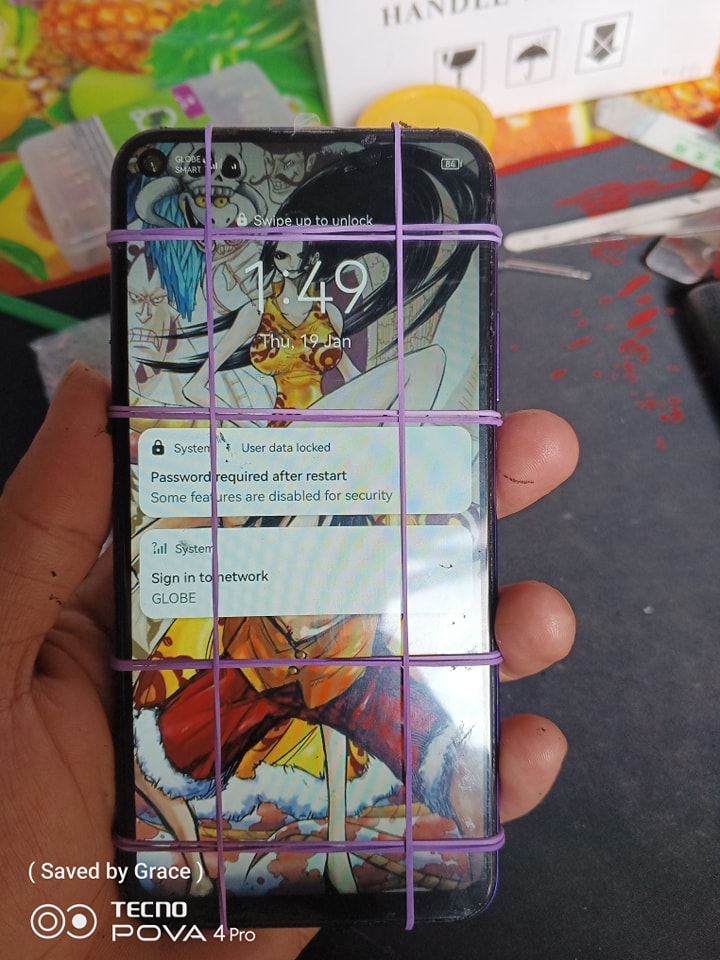 HANDLE
GLOBE
SMART
84
Swipe up to unlock
1:49
Thu, 19 Jan
System User data locked
Password required after restart
Some features are disabled for security
System
Sign in to network
GLOBE
( Saved by Grace )
TECNO
POVA 4 Pro